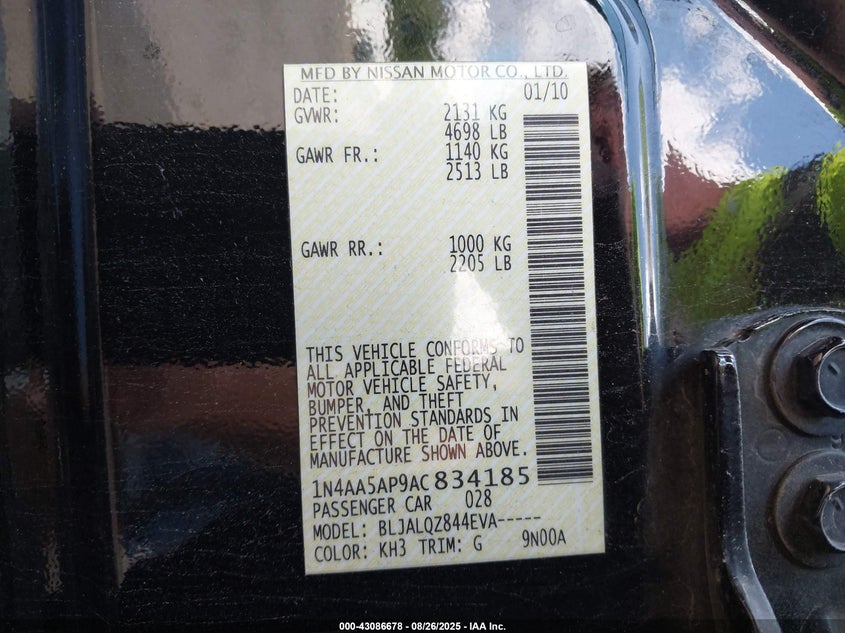 MFD BY NISSAN MOTOR CO., LTD.
DATE: 01/10
GVWR: 2131 KG
4698 LB
GAWR FR.: 1140 KG
2513 LB
GAWR RR.: 1000 KG
2205 LB
THIS VEHICLE CONFORMS TO
ALL APPLICABLE FEDERAL
MOTOR VEHICLE SAFETY,
BUMPER, AND THEFT
PREVENTION STANDARDS IN
EFFECT ON THE DATE OF
MANUFACTURE SHOWN ABOVE.
1N4AA5AP9AC834185
PASSENGER CAR 028
MODEL: BLJALQZ844EVA-----
COLOR: KH3 TRIM: G 9N00A
000-43086678 - 08/26/2025 - IAA Inc.